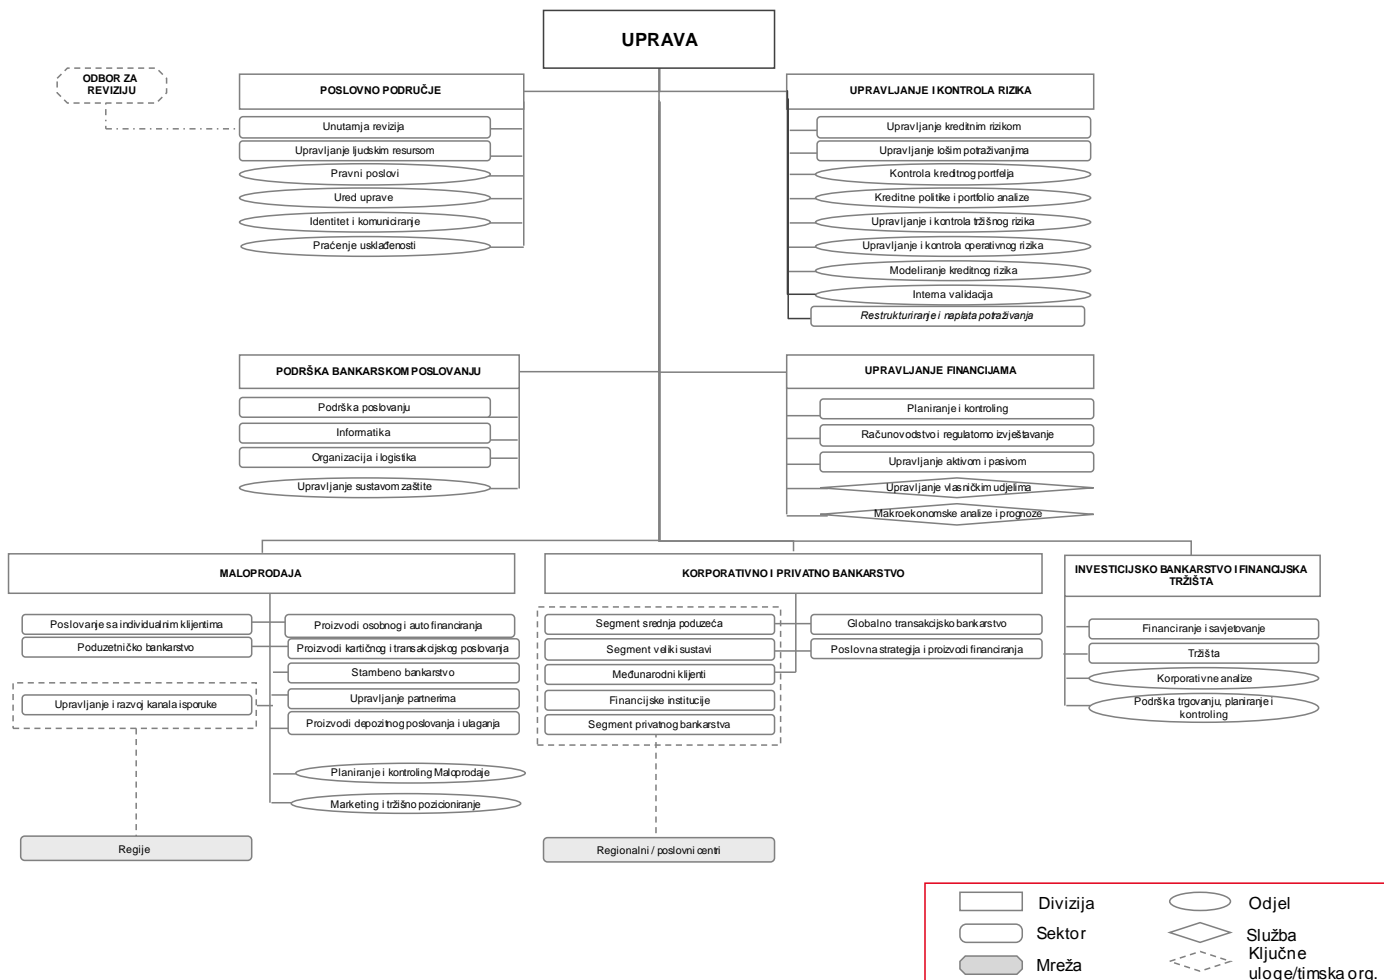 UPRAVA
ODBOR ZA
REVIZIJU
POSLOVNO PODRUČJE
Unutarnja revizija
Upravljanje ljudskim resursom
Pravni poslovi
Ured uprave
Identitet i komuniciranje
Praćenje usklađenosti
UPRAVLJANJE I KONTROLA RIZIKA
Upravljanje kreditnim rizikom
Upravljanje lošim potraživanjima
Kontrola kreditnog portfelja
Kreditne politike i portfolio analize
Upravljanje i kontrola tržišnog rizika
Upravljanje i kontrola operativnog rizika
Modeliranje kreditnog rizika
Interna validacija
Restrukturiranje i naplata potraživanja
PODRŠKA BANKARSKOM POSLOVANJU
Podrška poslovanju
Informatika
Organizacija i logistika
Upravljanje sustavom zaštite
UPRAVLJANJE FINANCIJAMA
Planiranje i kontroling
Računovodstvo i regulatorno izvještavanje
Upravljanje aktivom i pasivom
Upravljanje vlasničkim udjelima
Makroekonomske analize i prognoze
MALOPRODAJA
Poslovanje sa individualnim klijentima
Poduzetničko bankarstvo
Upravljanje i razvoj kanala isporuke
Proizvodi osobnog i auto financiranja
Proizvodi kartičnog i transakcijskog poslovanja
Stambeno bankarstvo
Upravljanje partnerima
Proizvodi depozitnog poslovanja i ulaganja
Planiranje i kontroling Maloprodaje
Marketing i tržišno pozicioniranje
Regije
KORPORATIVNO I PRIVATNO BANKARSTVO
Segment srednja poduzeća
Segment veliki sustavi
Međunarodni klijenti
Financijske institucije
Segment privatnog bankarstva
Globalno transakcijsko bankarstvo
Poslovna strategija i proizvodi financiranja
Regionalni / poslovni centri
INVESTICIJSKO BANKARSTVO I FINANCIJSKA
TRŽIŠTA
Financiranje i savjetovanje
Tržišta
Korporativne analize
Podrška trgovanju, planiranje i
kontroling
Divizija
Odjel
Sektor
Služba
Mreža
Ključne
uloge/timska org.